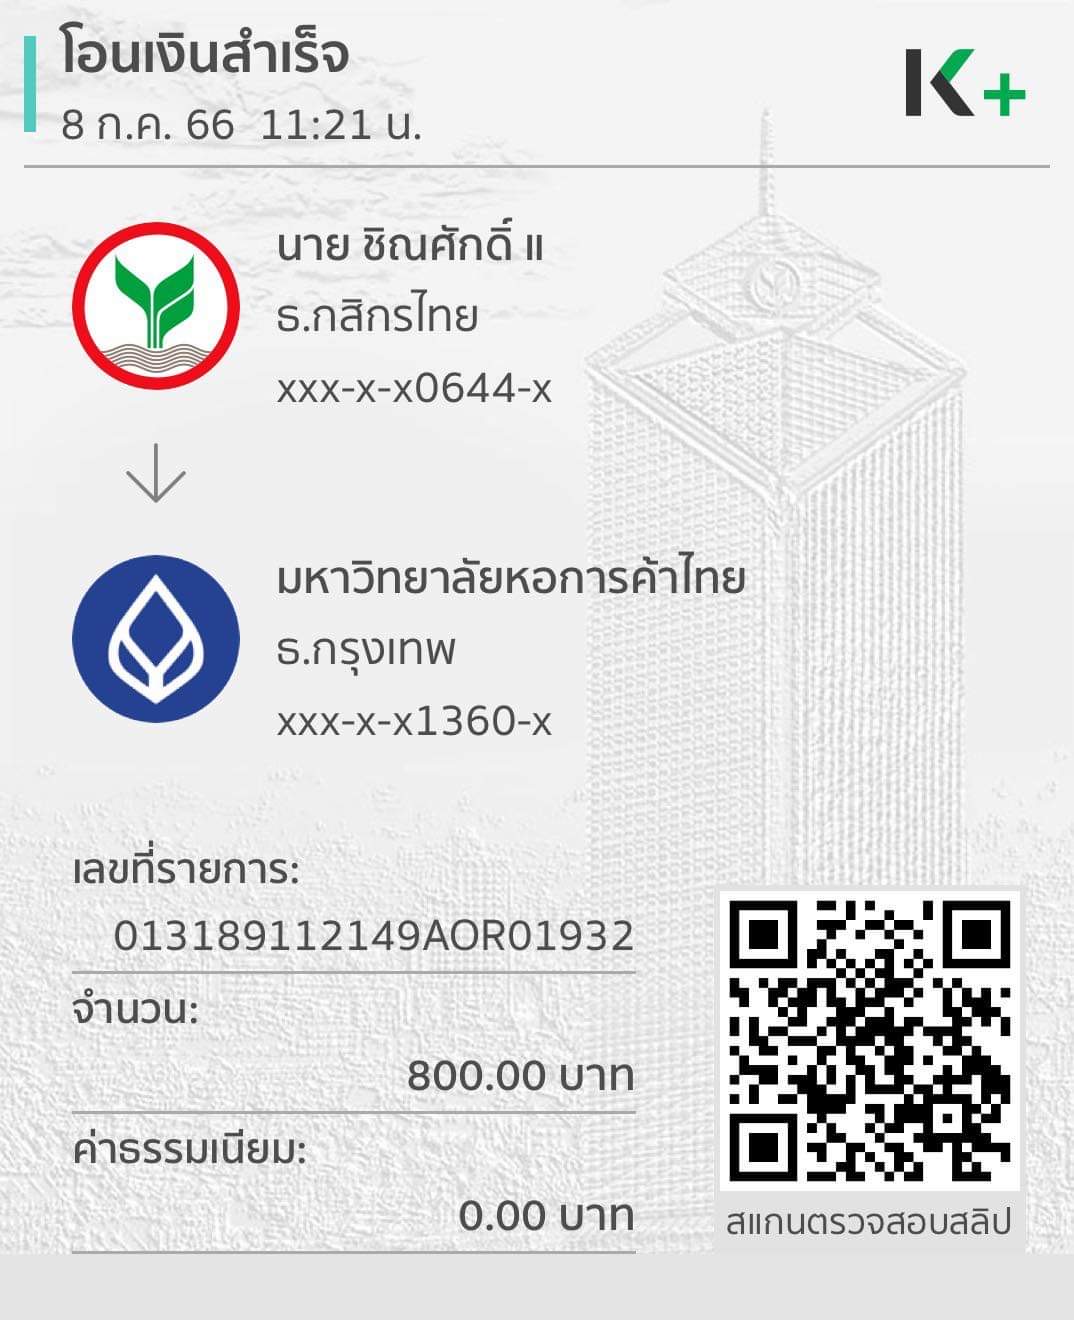 โอนเงินสำเร็จ
8 ก.ค. 66 11:21 น.
K+
นาย ชิณศักดิ์ แ
ธ.กสิกรไทย
xxx-x-x0644-x
มหาวิทยาลัยหอการค้าไทย
ธ.กรุงเทพ
xxx-x-x1360-x
เลขที่รายการ:
013189112149AOR01932
จำนวน:
800.00 บาท
ค่าธรรมเนียม:
0.00 บาท
สแกนตรวจสอบสลิป